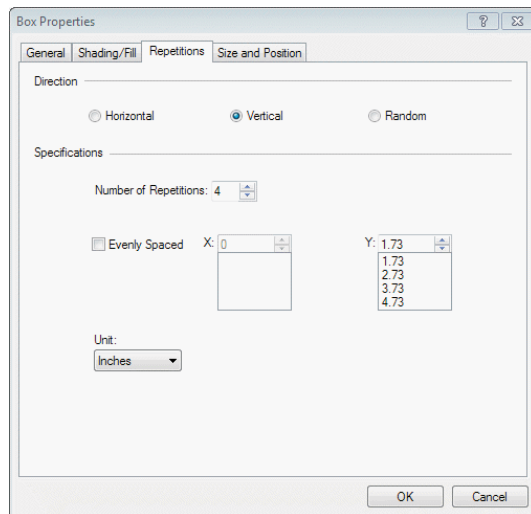 Box Properties
General Shading/Fill Repetitions Size and Position
Direction
Horizontal Vertical Random
Specifications
Number of Repetitions: 4
Evenly Spaced X: 0 Y: 1.73
1.73
2.73
3.73
4.73
Unit:
Inches
OK Cancel